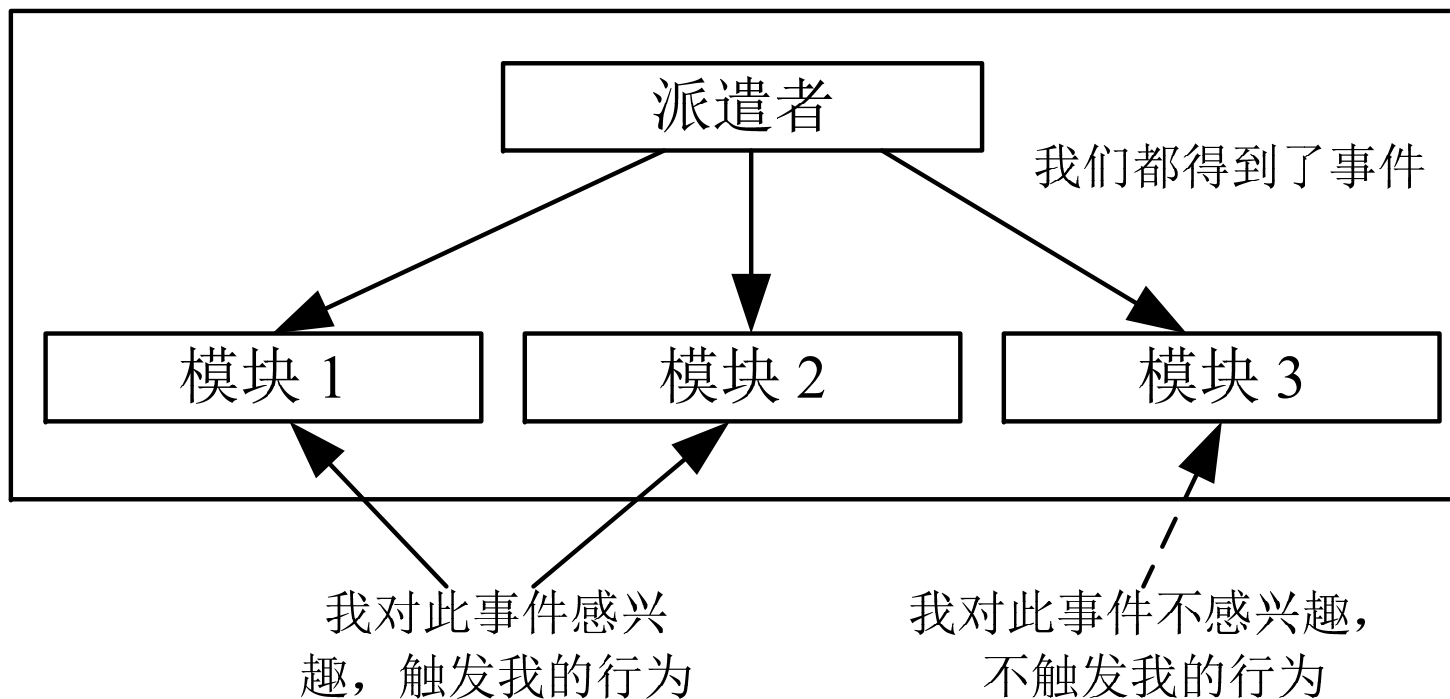 派遣者
我们都得到了事件
模块 1
模块 2
模块 3
我对此事件感兴
趣，触发我的行为
我对此事件不感兴趣，
不触发我的行为